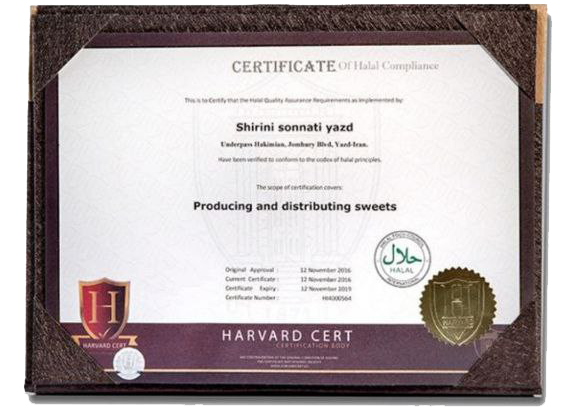 CERTIFICATE Of Halal Compliance
This is to Certify that the Halal Quality Assurance Requirements as implemented by:
Shirini sonnati yazd
Underpass Hakimian, Jomhury Blvd, Yazd-Iran.
Have been verified to conform to the codex of halal principles.
The scope of certification covers:
Producing and distributing sweets
Original Approval : 12 November 2016
Current Certificate : 12 November 2016
Certificate Expiry : 12 November 2019
Certificate Number : HI4000564
حلال
HALAL
INTERNATIONAL
H
HARVARD CERT
HARVARD
HARVARD CERT
CERTIFICATION BODY